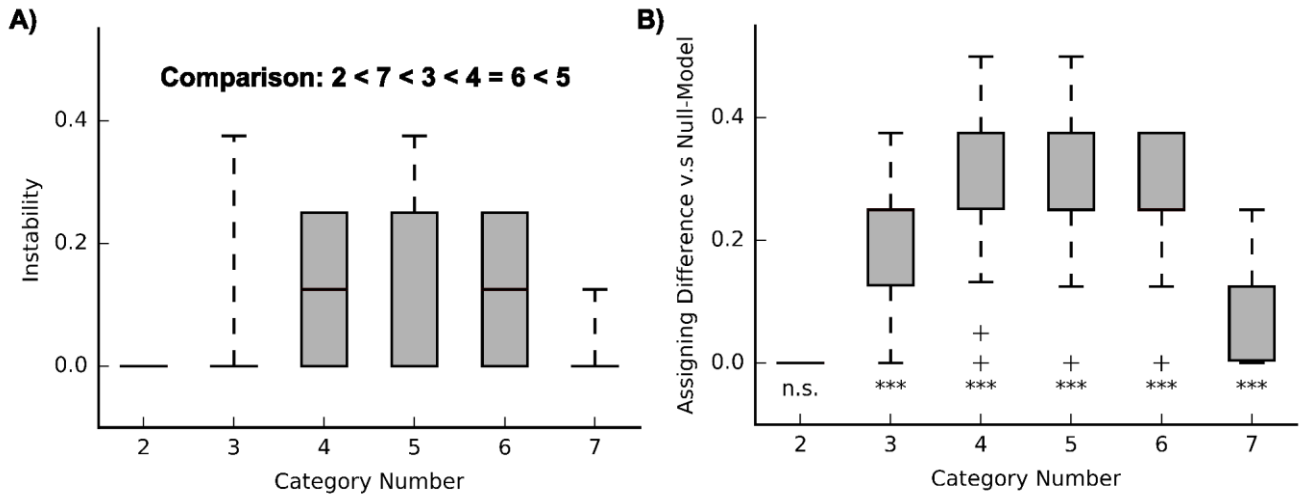 A)
Comparison: 2 < 7 < 3 < 4 = 6 < 5
Instability
0.4
0.2
0.0
2 3 4 5 6 7
Category Number
B)
Assigning Difference v.s Null-Model
0.4
0.2
0.0
n.s. *** *** *** *** ***
2 3 4 5 6 7
Category Number